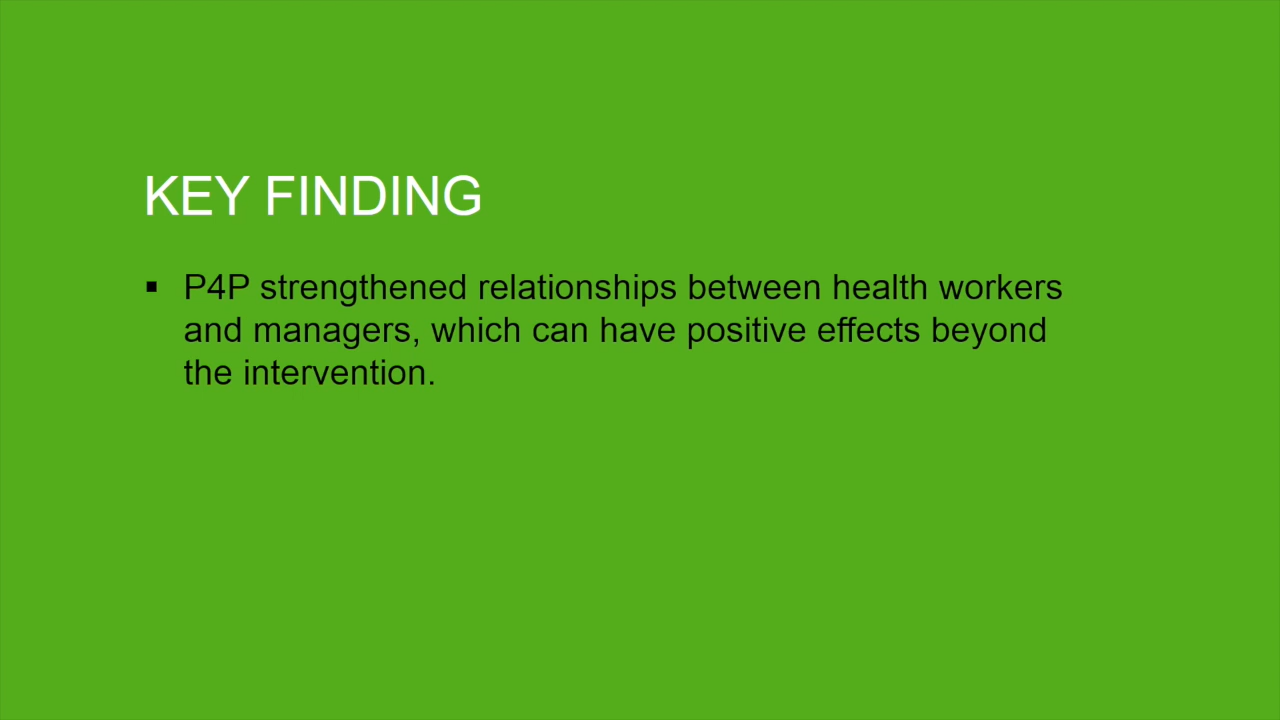 KEY FINDING
▪ P4P strengthened relationships between health workers
and managers, which can have positive effects beyond
the intervention.